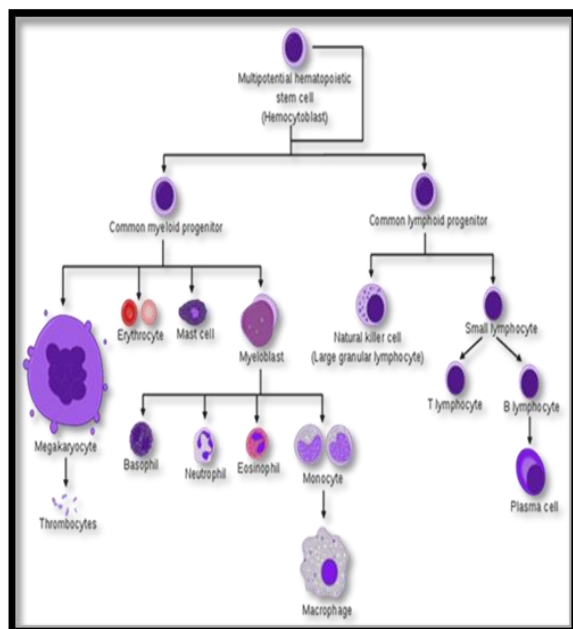 Multipotential hematopoietic
stem cell
(Hemocytoblast)
Common myeloid progenitor
Common lymphoid progenitor
Erythrocyte
Mast cell
Myeloblast
Natural killer cell
(Large granular lymphocyte)
Small lymphocyte
T lymphocyte
B lymphocyte
Megakaryocyte
Basophil
Neutrophil
Eosinophil
Monocyte
Plasma cell
Thrombocytes
Macrophage